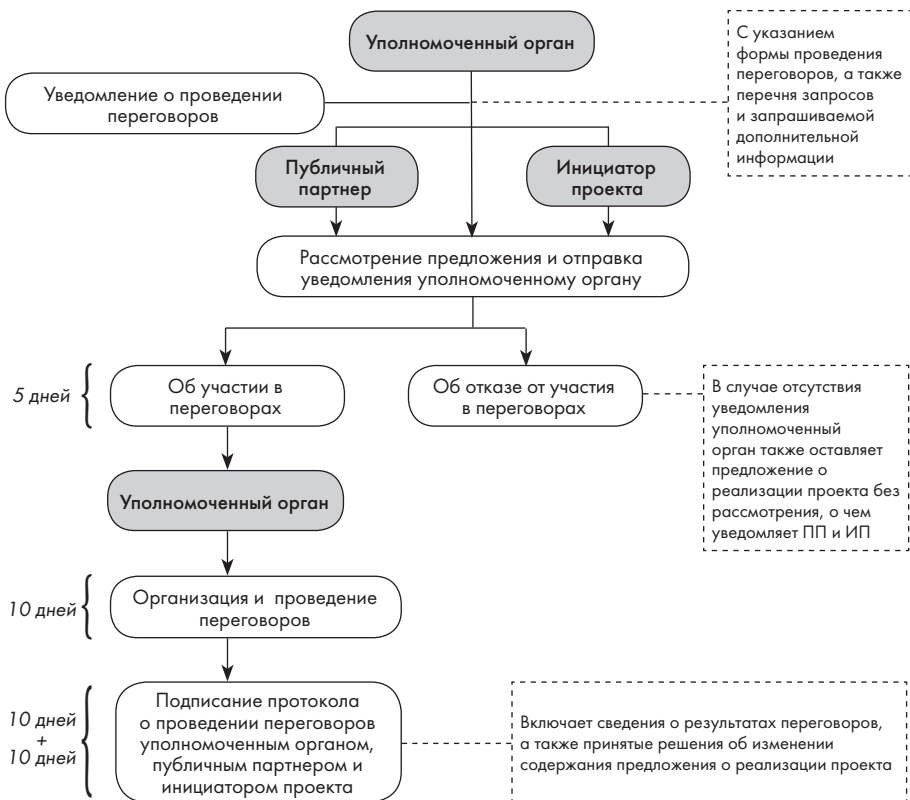 Уполномоченный орган
С указанием
формы проведения
переговоров, а также
перечня запросов
и запрашиваемой
дополнительной
информации
Уведомление о проведении
переговоров
Публичный
партнер
Инициатор
проекта
Рассмотрение предложения и отправка
уведомления уполномоченному органу
5 дней
Об участии в
переговорах
Об отказе от участия
в переговорах
В случае отсутствия
уведомления
уполномоченный
орган также оставляет
предложение о
реализации проекта без
рассмотрения, о чем
уведомляет ПП и ИП
Уполномоченный орган
10 дней
Организация и проведение
переговоров
10 дней
+
10 дней
Подписание протокола
о проведении переговоров
уполномоченным органом,
публичным партнером и
инициатором проекта
Включает сведения о результатах переговоров,
а также принятые решения об изменении
содержания предложения о реализации проекта